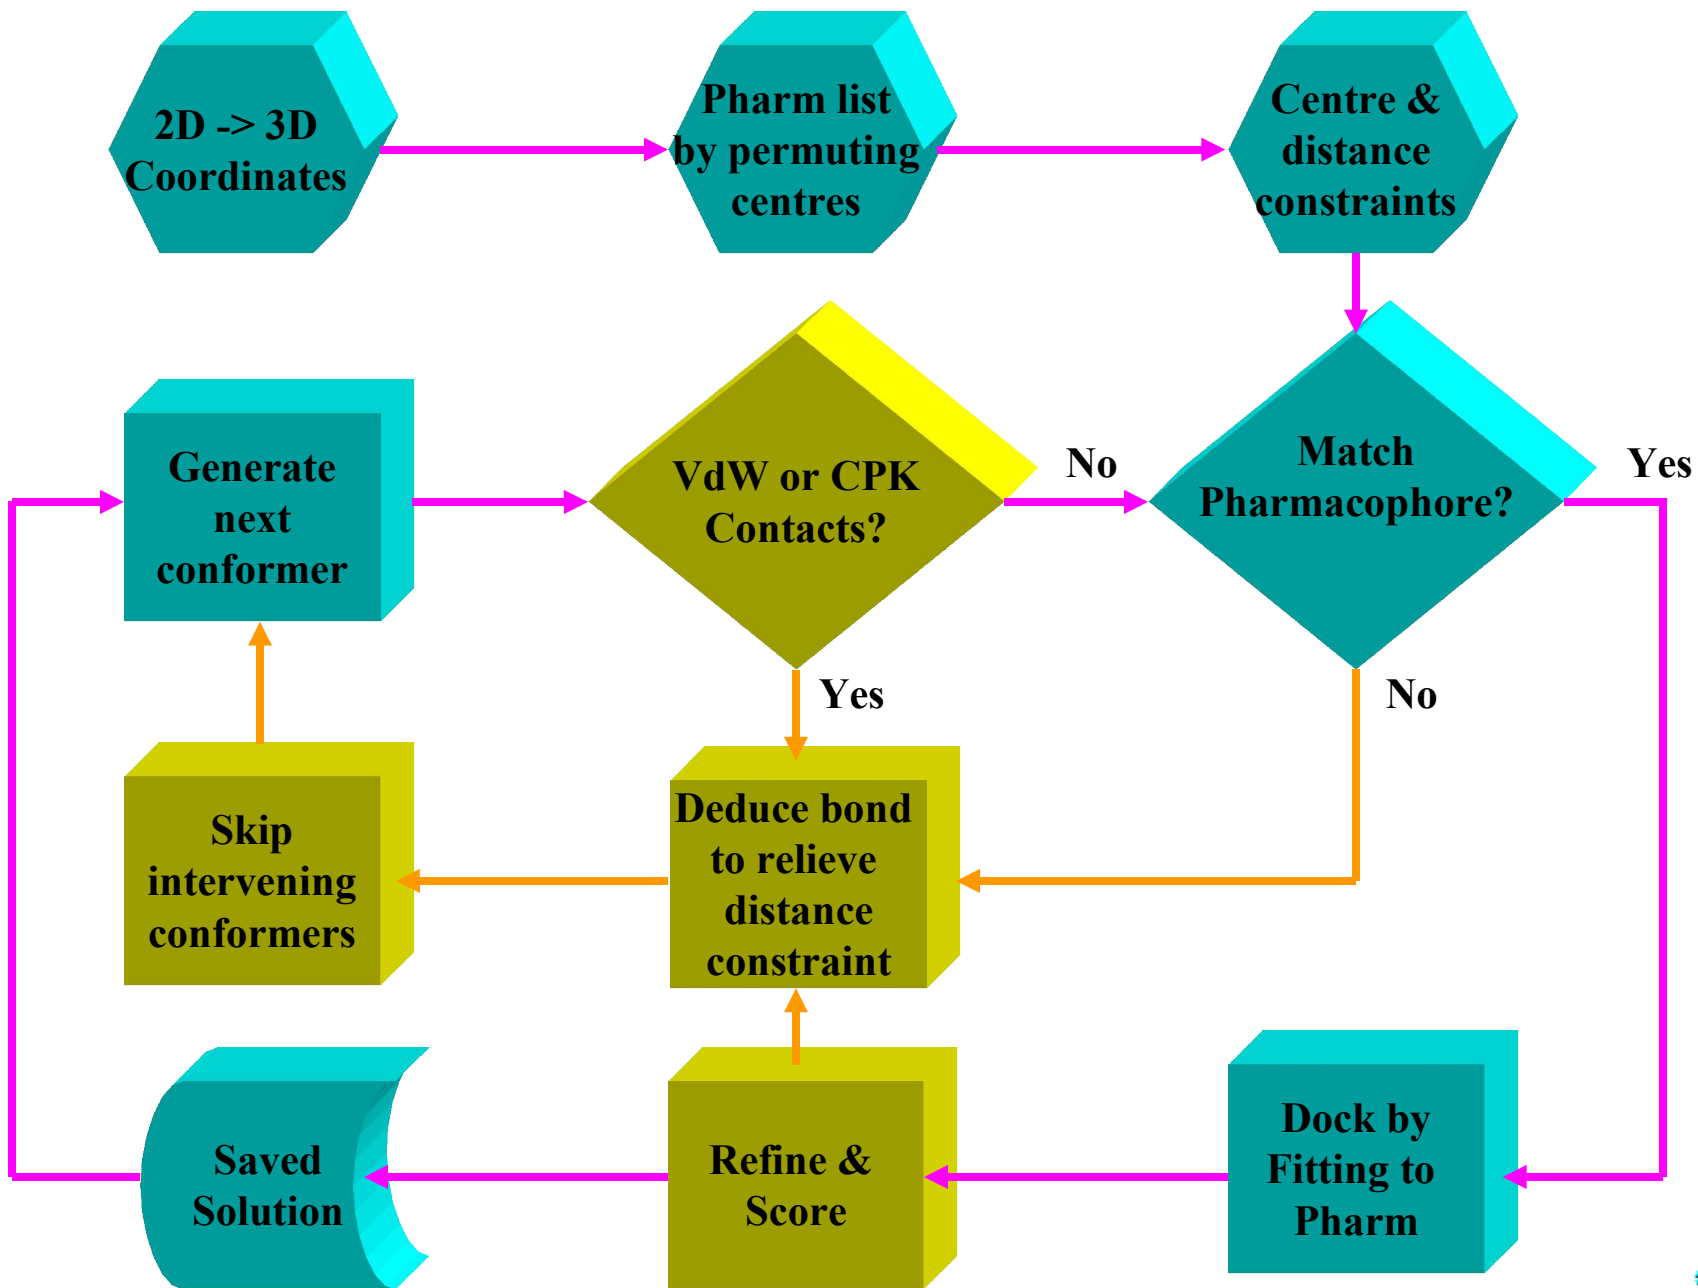 2D -> 3D
Coordinates
Pharm list
by permuting
centres
Centre &
distance
constraints
Generate
next
conformer
VdW or CPK
Contacts?
No
Match
Pharmacophore?
Yes
Yes
No
Skip
intervening
conformers
Deduce bond
to relieve
distance
constraint
Saved
Solution
Refine &
Score
Dock by
Fitting to
Pharm